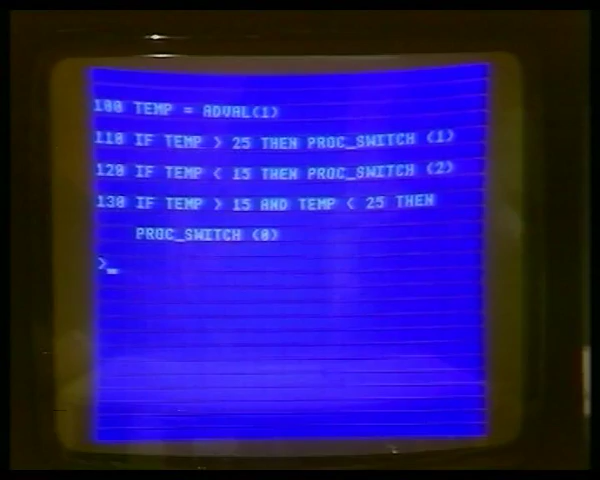 100 TEMP = ADVAL(1)
110 IF TEMP > 25 THEN PROC_SWITCH (1)
120 IF TEMP < 15 THEN PROC_SWITCH (2)
130 IF TEMP > 15 AND TEMP < 25 THEN
PROC_SWITCH (0)
>_